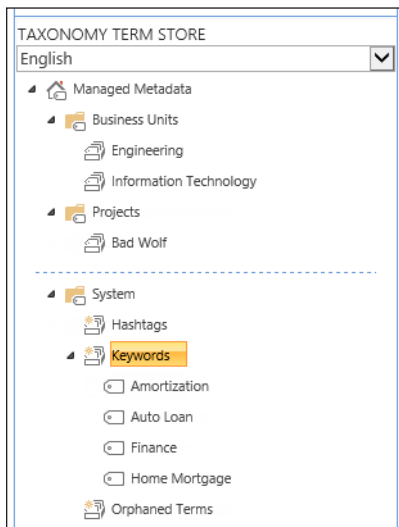 TAXONOMY TERM STORE
English
Managed Metadata
Business Units
Engineering
Information Technology
Projects
Bad Wolf
System
Hashtags
Keywords
Amortization
Auto Loan
Finance
Home Mortgage
Orphaned Terms